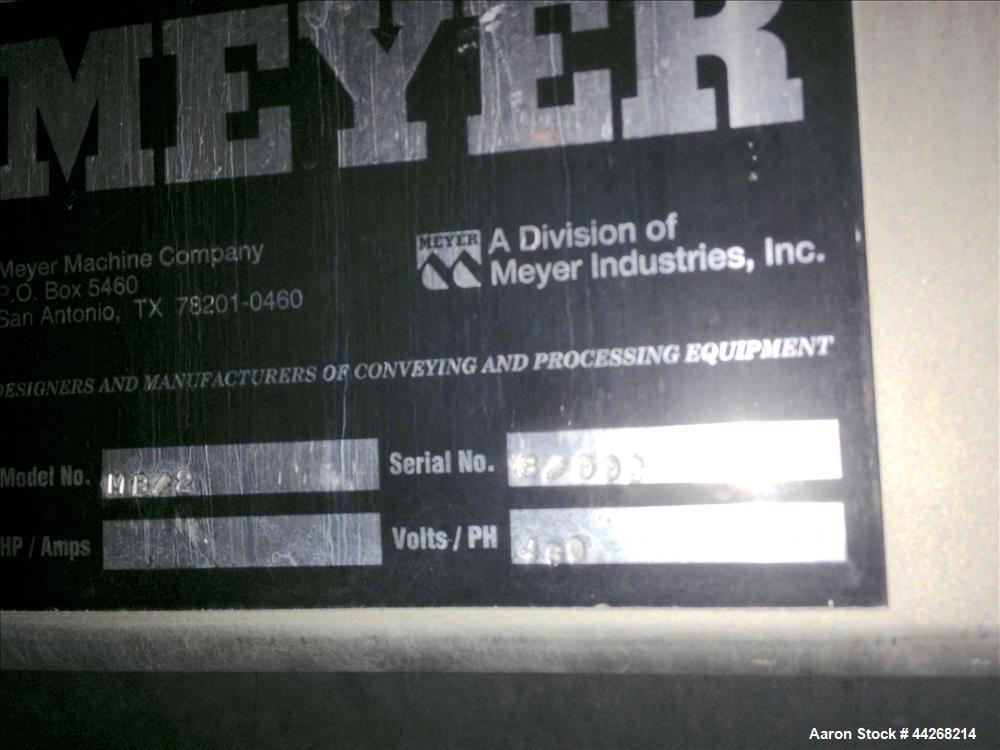 MEYER
Meyer Machine Company
P.O. Box 5460
San Antonio, TX 78201-0460
MEYER
A Division of
Meyer Industries, Inc.
DESIGNERS AND MANUFACTURERS OF CONVEYING AND PROCESSING EQUIPMENT
Model No.
Serial No.
HP / Amps
Volts / PH 460
Aaron Stock # 44268214